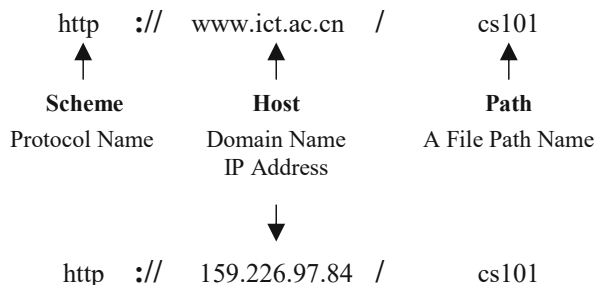 http :// www.ict.ac.cn / cs101
Scheme Host Path
Protocol Name Domain Name A File Path Name
IP Address
http :// 159.226.97.84 / cs101